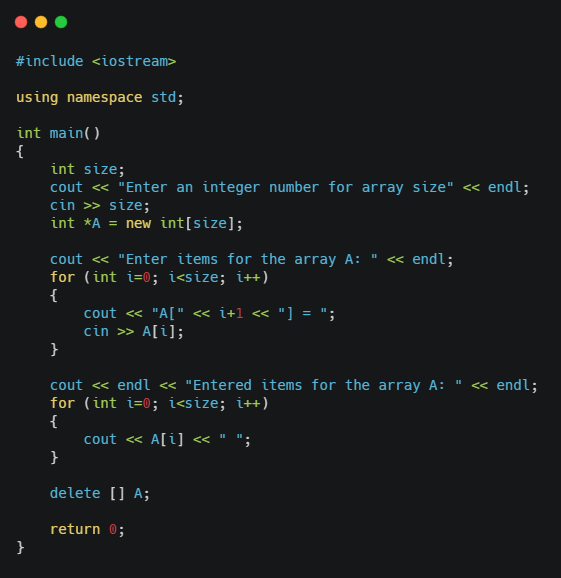 #include <iostream>
using namespace std;
int main()
{
    int size;
    cout << "Enter an integer number for array size" << endl;
    cin >> size;
    int *A = new int[size];
    cout << "Enter items for the array A: " << endl;
    for (int i=0; i<size; i++)
    {
        cout << "A[" << i+1 << "] = ";
        cin >> A[i];
    }
    cout << endl << "Entered items for the array A: " << endl;
    for (int i=0; i<size; i++)
    {
        cout << A[i] << " ";
    }
    delete [] A;
    return 0;
}